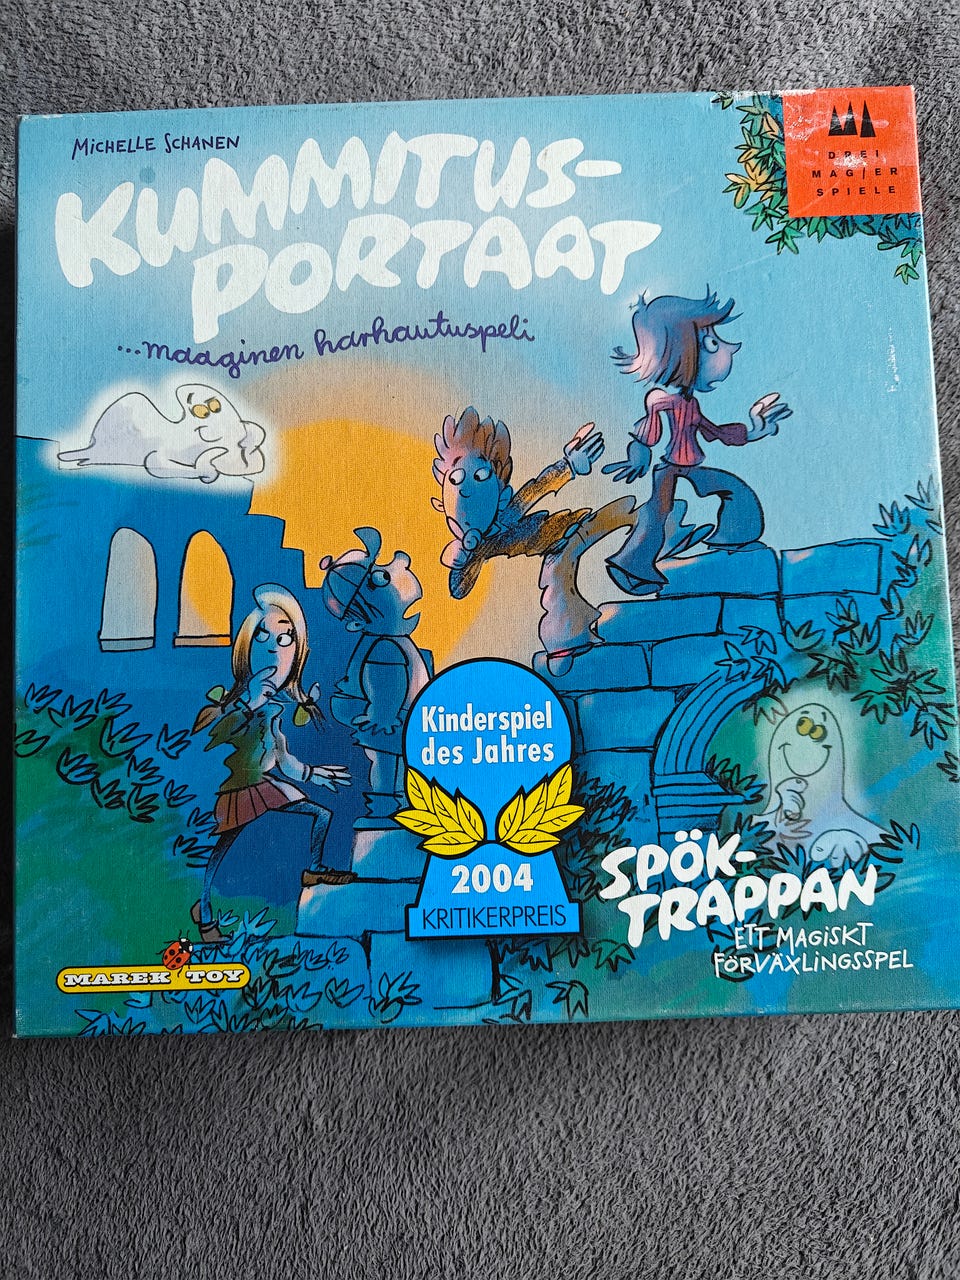 MICHELLE SCHANEN
KUMMITUS-
PORTAAT
...maaginen harhautuspeli
DREI
MAGIER
SPIELE
Kinderspiel
des Jahres
2004
KRITIKERPREIS
SPÖK-
TRAPPAN
ETT MAGISKT
FÖRVÄXLINGSSPEL
MAREK TOY